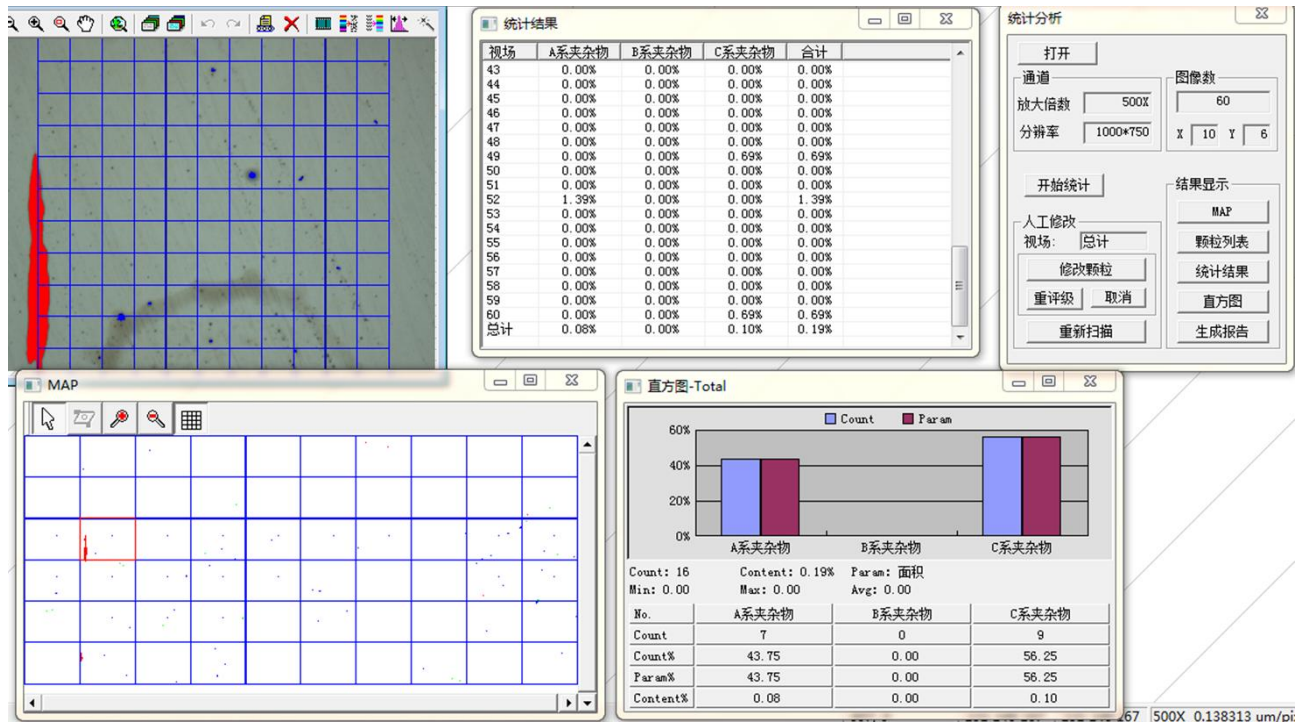 统计结果
视场 A系夹杂物 B系夹杂物 C系夹杂物 合计
43 0.00% 0.00% 0.00% 0.00%
44 0.00% 0.00% 0.00% 0.00%
45 0.00% 0.00% 0.00% 0.00%
46 0.00% 0.00% 0.00% 0.00%
47 0.00% 0.00% 0.00% 0.00%
48 0.00% 0.00% 0.00% 0.00%
49 0.00% 0.00% 0.69% 0.69%
50 0.00% 0.00% 0.00% 0.00%
51 0.00% 0.00% 0.00% 0.00%
52 1.39% 0.00% 0.00% 1.39%
53 0.00% 0.00% 0.00% 0.00%
54 0.00% 0.00% 0.00% 0.00%
55 0.00% 0.00% 0.00% 0.00%
56 0.00% 0.00% 0.00% 0.00%
57 0.00% 0.00% 0.00% 0.00%
58 0.00% 0.00% 0.00% 0.00%
59 0.00% 0.00% 0.00% 0.00%
60 0.00% 0.00% 0.69% 0.69%
总计 0.08% 0.00% 0.10% 0.19%
统计分析
打开
通道
放大倍数 500X
分辨率 1000*750
图像数
60
X 10 Y 6
开始统计
人工修改
视场: 总计
修改颗粒
重评级 取消
重新扫描
结果显示
MAP
颗粒列表
统计结果
直方图
生成报告
MAP
直方图-Total
Count Param
60%
40%
20%
0%
A系夹杂物 B系夹杂物 C系夹杂物
Count: 16 Content: 0.19% Param: 面积
Min: 0.00 Max: 0.00 Avg: 0.00
No. A系夹杂物 B系夹杂物 C系夹杂物
Count 7 0 9
Count% 43.75 0.00 56.25
Param% 43.75 0.00 56.25
Content% 0.08 0.00 0.10
500X 0.138313 um/pi